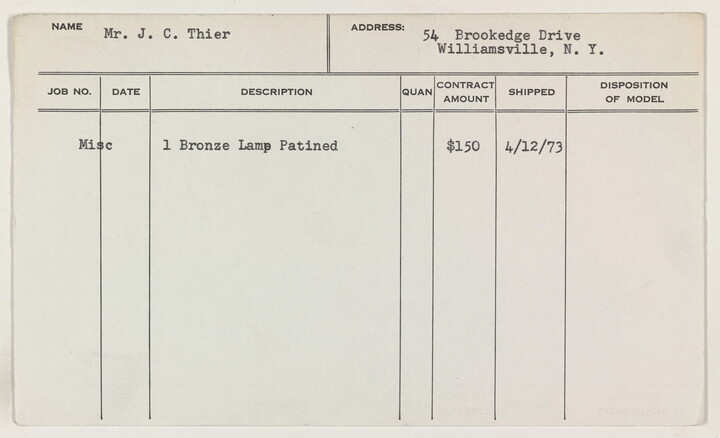 NAME Mr. J. C. Thier ADDRESS: 54 Brookedge Drive
Williamsville, N. Y.
JOB NO. DATE DESCRIPTION QUAN CONTRACT AMOUNT SHIPPED DISPOSITION OF MODEL
Misc 1 Bronze Lamp Patined $150 4/12/73